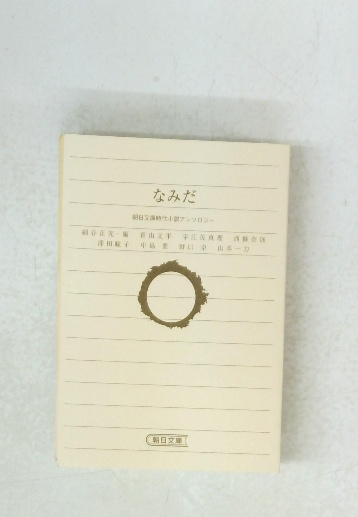 なみだ
朝日文庫時代小説アンソロジー
細谷正充・編 青山文平 宇江佐真理 西條奈加
澤田瞳子 中島要 野口卓 山本一力
朝日文庫